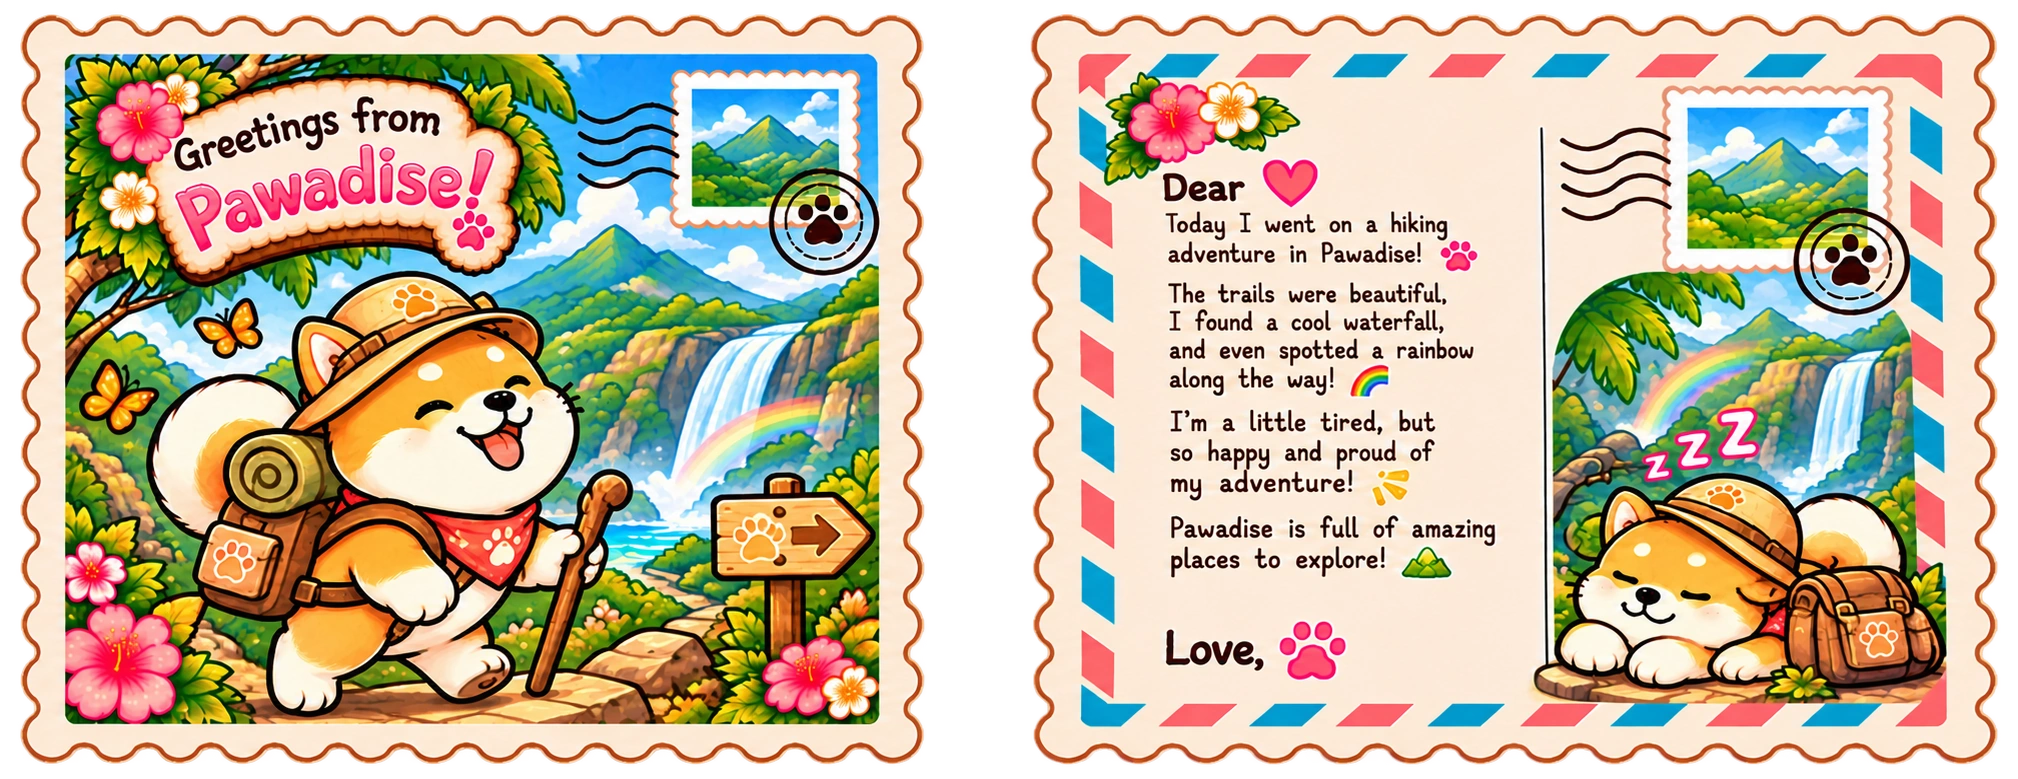 Greetings from
Pawadise!
Dear
Today I went on a hiking
adventure in Pawadise!
The trails were beautiful,
I found a cool waterfall,
and even spotted a rainbow
along the way!
I'm a little tired, but
so happy and proud of
my adventure!
Pawadise is full of amazing
places to explore!
Love,
z z z